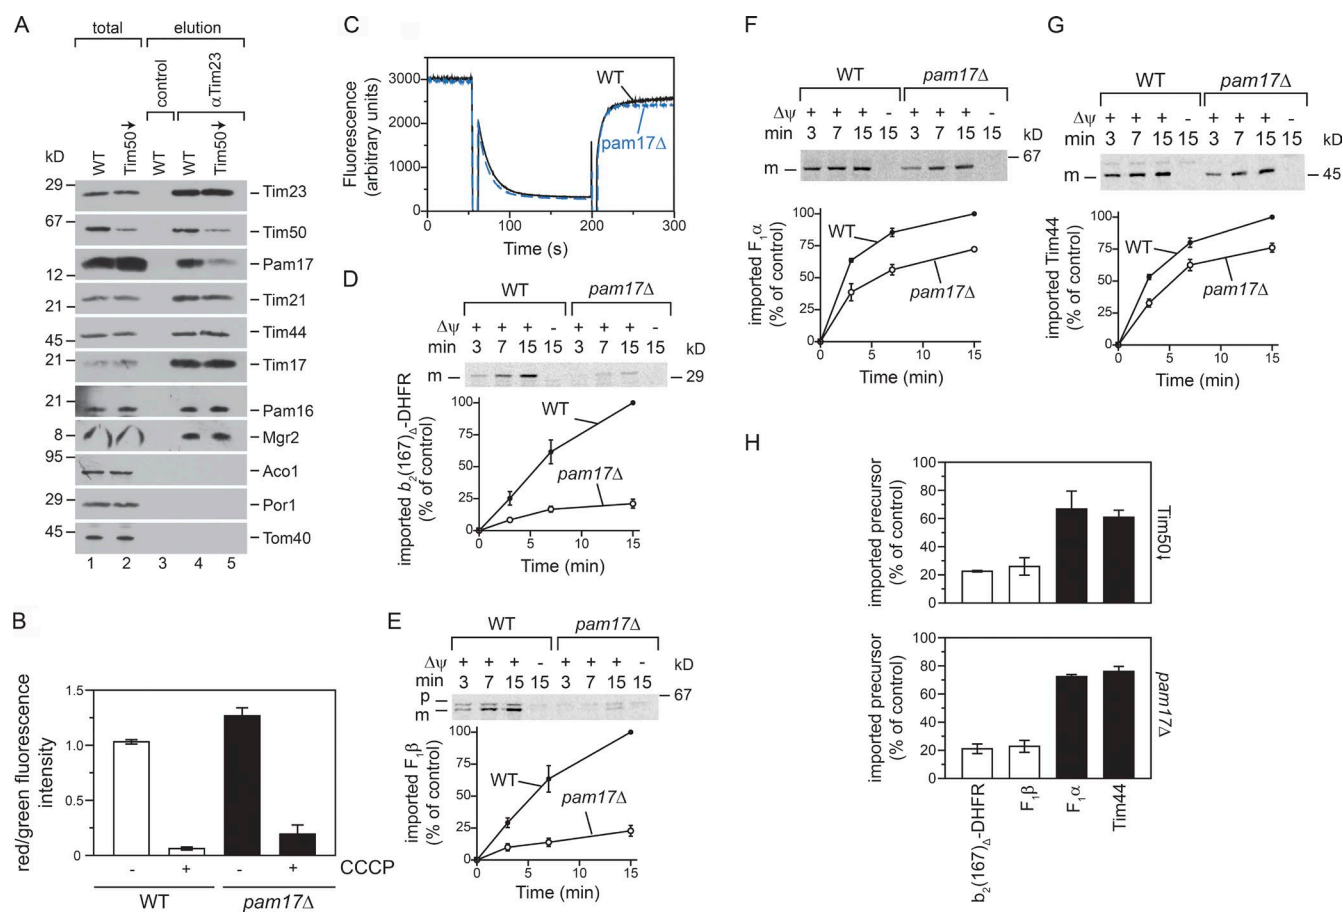 A
total
elution
control
αTim23
WT
Tim50↓
WT
WT
Tim50↓
kD
29
Tim23
67
Tim50
12
Pam17
21
Tim21
45
Tim44
21
Tim17
21
Pam16
8
Mgr2
95
Aco1
29
Por1
45
Tom40
1 2 3 4 5
B
red/green fluorescence
intensity
1.5
1.0
0.5
0
- + - + CCCP
WT
pam17Δ
C
Fluorescence
(arbitrary units)
3000
2500
2000
1500
1000
500
0
WT
pam17Δ
0 100 200 300
Time (s)
D
WT
pam17Δ
Δψ + + + - + + + -
min 3 7 15 15 3 7 15 15 kD
m
29
imported b₂(167)Δ-DHFR
(% of control)
100
75
50
25
0
WT
pam17Δ
0 5 10 15
Time (min)
E
WT
pam17Δ
Δψ + + + - + + + - kD
min 3 7 15 15 3 7 15 15
67
p
m
imported F₁β
(% of control)
100
75
50
25
0
WT
pam17Δ
0 5 10 15
Time (min)
F
WT
pam17Δ
Δψ + + + - + + + -
min 3 7 15 15 3 7 15 15 kD
67
m
imported F₁α
(% of control)
100
75
50
25
0
WT
pam17Δ
0 5 10 15
Time (min)
G
WT
pam17Δ
Δψ + + + - + + + -
min 3 7 15 15 3 7 15 15 kD
m
45
imported Tim44
(% of control)
100
75
50
25
0
WT
pam17Δ
0 5 10 15
Time (min)
H
imported precursor
(% of control)
100
80
60
40
20
0
Tim50↓
imported precursor
(% of control)
100
80
60
40
20
0
pam17Δ
b₂(167)Δ-DHFR
F₁β
F₁α
Tim44